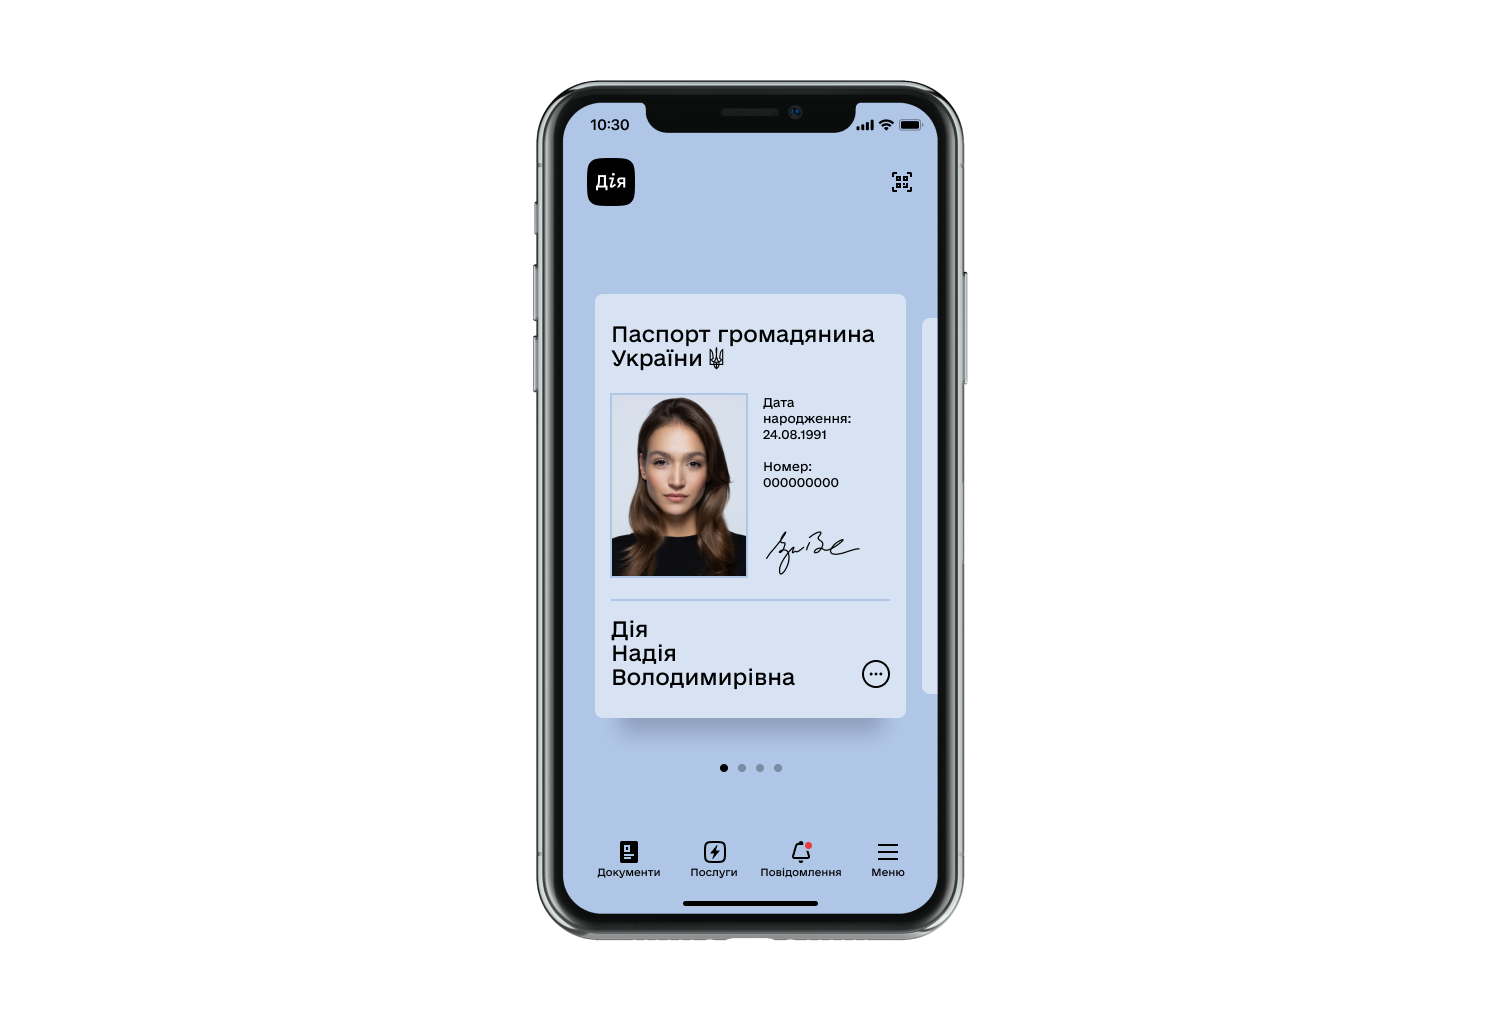 10:30
Дія
Паспорт громадянина
України
Дата
народження:
24.08.1991
Номер:
000000000
Дія
Надія
Володимирівна
Документи
Послуги
Повідомлення
Меню